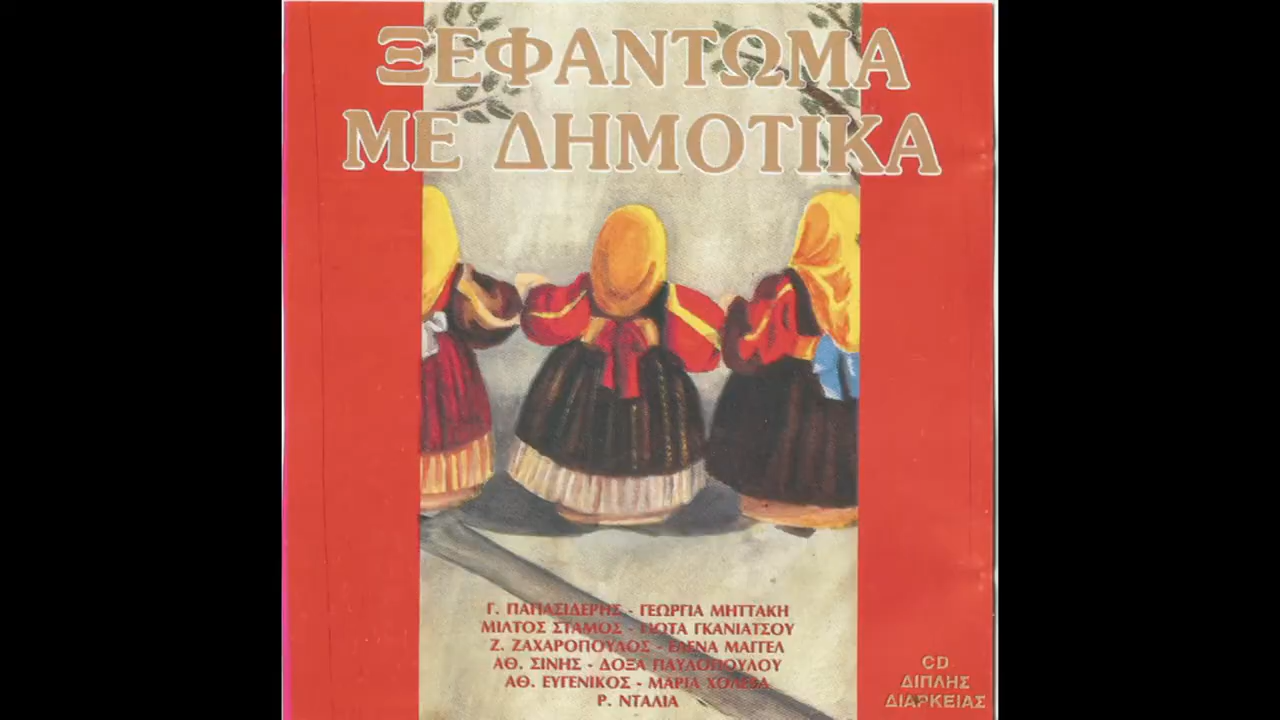 ΞΕΦΑΝΤΩΜΑ
ΜΕ ΔΗΜΟΤΙΚΑ
Γ. ΠΑΠΑΣΙΔΕΡΗΣ - ΓΕΩΡΓΙΑ ΜΗΤΤΑΚΗ
ΜΙΛΤΟΣ ΣΤΑΜΟΣ - ΓΙΩΤΑ ΓΚΑΝΙΑΤΣΟΥ
Ζ. ΖΑΧΑΡΟΠΟΥΛΟΣ - ΕΛΕΝΑ ΜΑΓΓΕΛ
ΑΘ. ΣΙΝΗΣ - ΔΟΞΑ ΠΑΥΛΟΠΟΥΛΟΥ
ΑΘ. ΕΥΓΕΝΙΚΟΣ - ΜΑΡΙΑ ΧΟΛΕΒΑ
Ρ. ΝΤΑΛΙΑ
CD
ΔΙΠΛΗΣ
ΔΙΑΡΚΕΙΑΣ